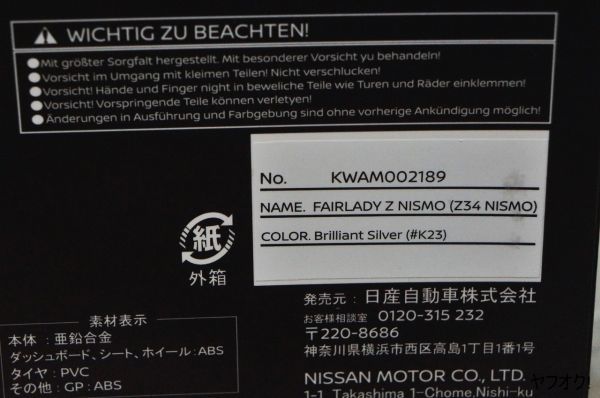 WICHTIG ZU BEACHTEN!
●Mit größter Sorgfalt hergestellt. Mit besonderer Vorsicht zu behandeln!
●Vorsicht im Umgang mit kleinen Teilen! Nicht verschlucken!
●Vorsicht! Hände und Finger night in beweliche Teile wie Turen und Räder einklemmen!
●Vorsicht! Vorspringende Teile können verletyen!
●Änderungen in Ausführung und Farbgebung sind ohne vorherige Ankündigung möglich!
No. KWAM002189
NAME. FAIRLADY Z NISMO (Z34 NISMO)
COLOR. Brilliant Silver (#K23)
紙
外箱
発売元：日産自動車株式会社
お客様相談室 0120-315 232
〒220-8686
神奈川県横浜市西区高島1丁目1番1号
NISSAN MOTOR CO., LTD.
1-1, Takashima 1-Chome, Nishi-ku
素材表示
本体：亜鉛合金
ダッシュボード、シート、ホイール：ABS
タイヤ：PVC
その他：GP：ABS
ヤフオク!